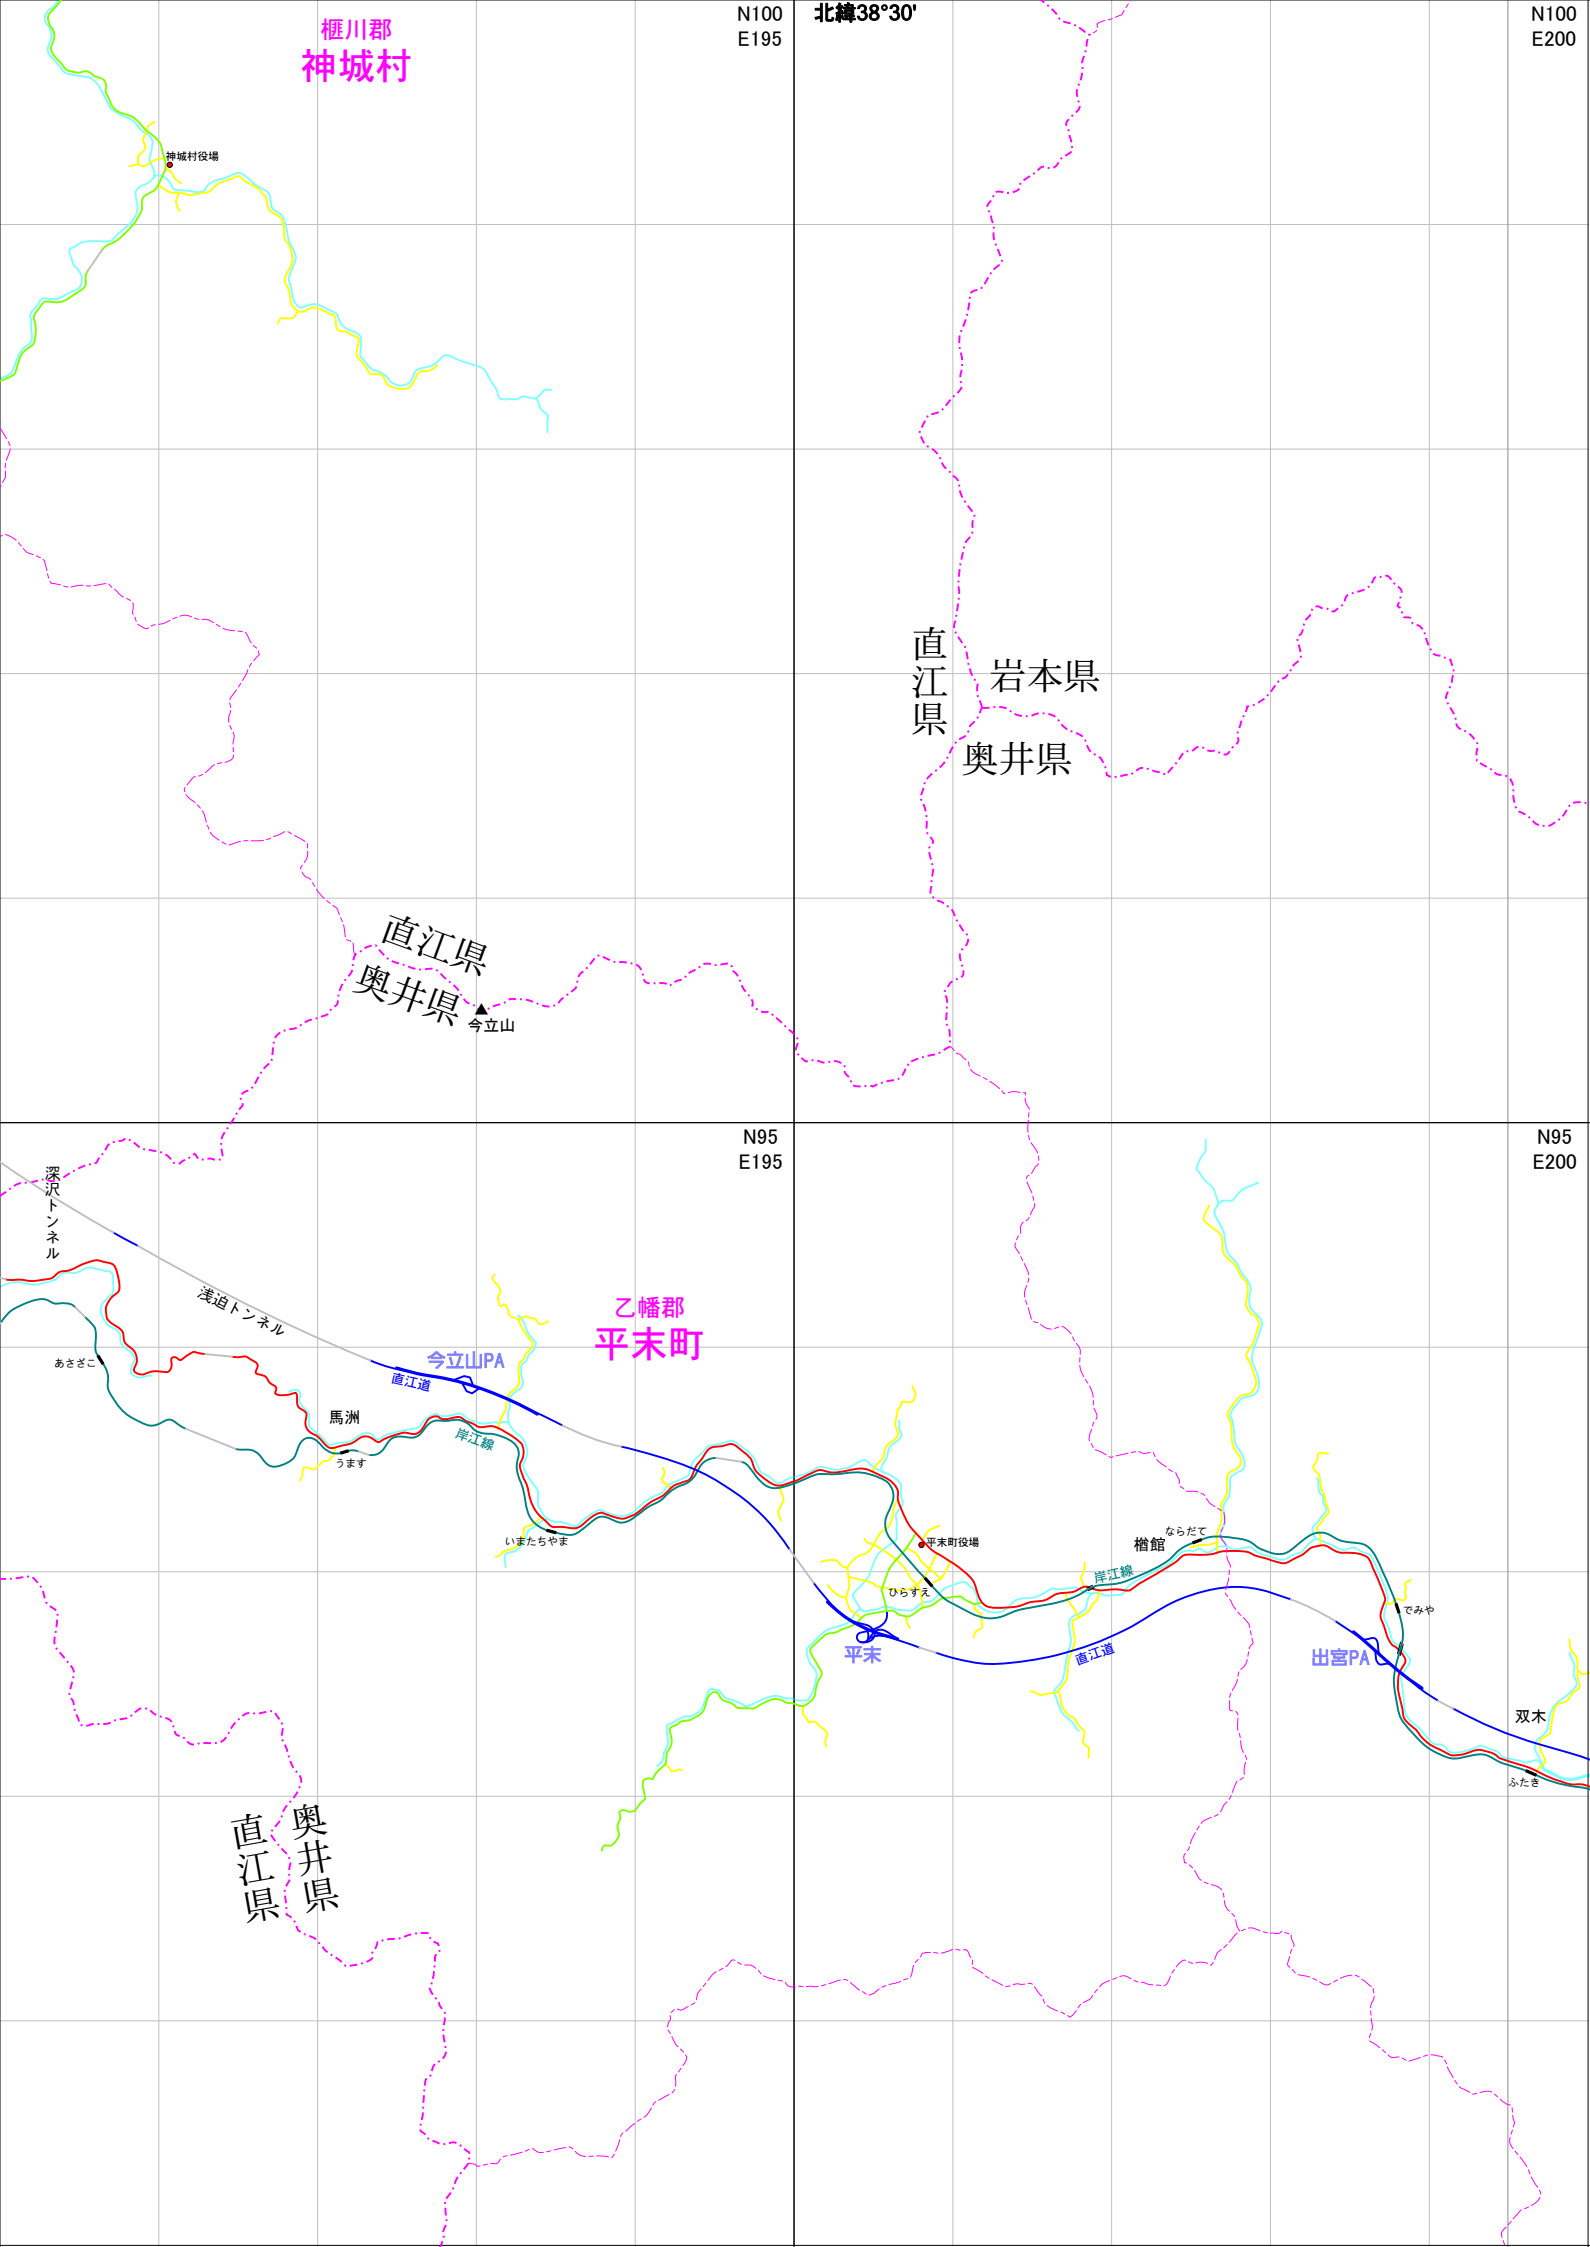 N100
E195
北緯38°30'
N100
E200
榧川郡
神城村
神城村役場
直江県
岩本県
奥井県
直江県
奥井県
今立山
N95
E195
N95
E200
深沢トンネル
浅迫トンネル
乙幡郡
平末町
あさざこ
今立山PA
直江道
馬洲
岸江線
うます
いまたちやま
平末町役場
ひらすえ
平末
ならだて
楢館
岸江線
直江道
でみや
出宮PA
双木
ふたき
直江県
奥井県